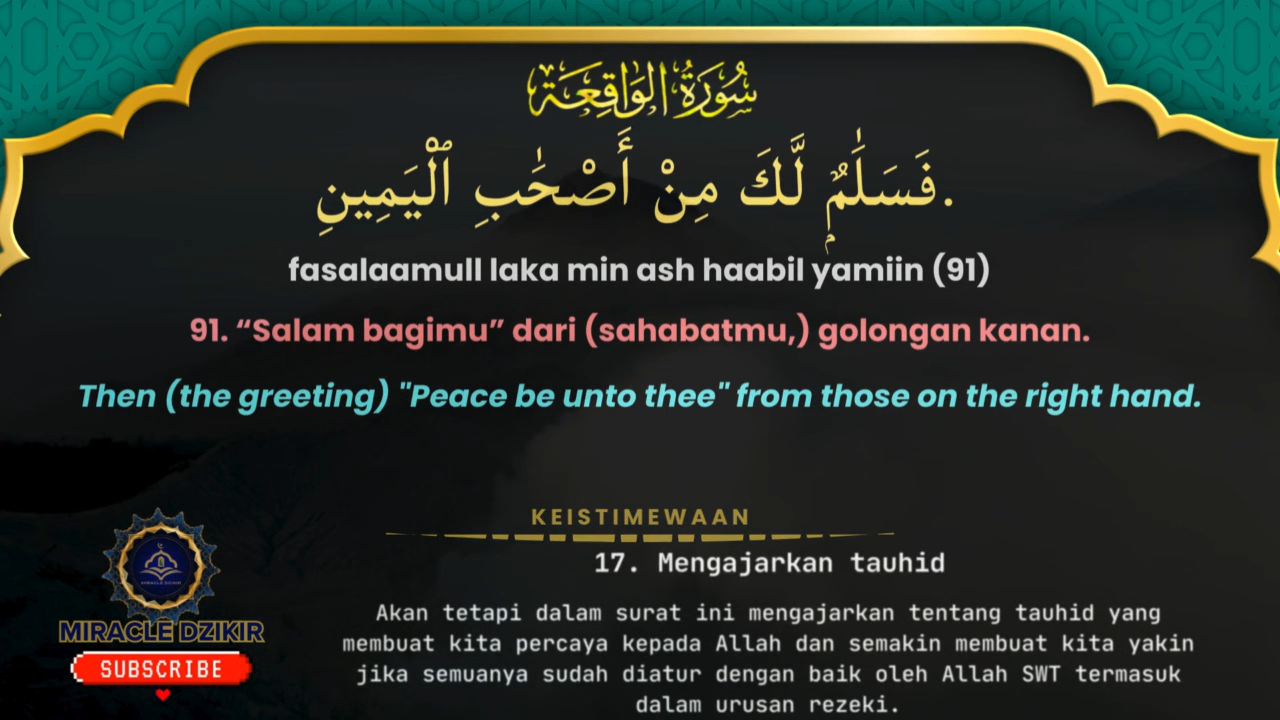 سُورَةُ الوَاقِعَة
فَسَلَٰمٌۭ لَّكَ مِنْ أَصْحَٰبِ ٱلْيَمِينِ.
fasalaamull laka min ash haabil yamiin (91)
91. “Salam bagimu” dari (sahabatmu,) golongan kanan.
Then (the greeting) "Peace be unto thee" from those on the right hand.
KEISTIMEWAAN
17. Mengajarkan tauhid
Akan tetapi dalam surat ini mengajarkan tentang tauhid yang
membuat kita percaya kepada Allah dan semakin membuat kita yakin
jika semuanya sudah diatur dengan baik oleh Allah SWT termasuk
dalam urusan rezeki.
MIRACLE DZIKIR
MIRACLE DZIKIR
SUBSCRIBE